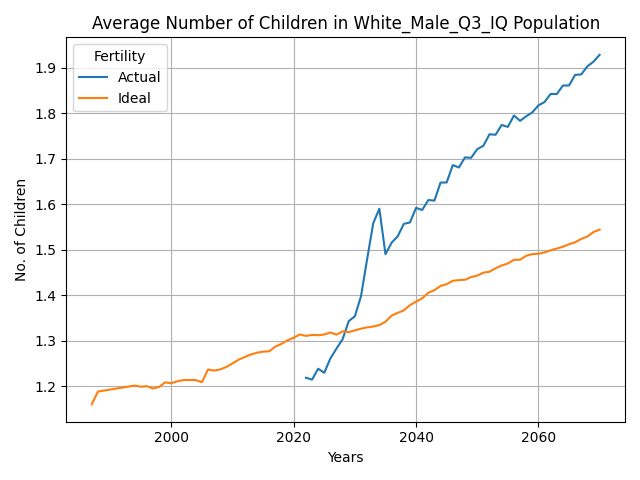 Average Number of Children in White_Male_Q3_IQ Population
Fertility
Actual
Ideal
No. of Children
1.9
1.8
1.7
1.6
1.5
1.4
1.3
1.2
2000
2020
2040
2060
Years